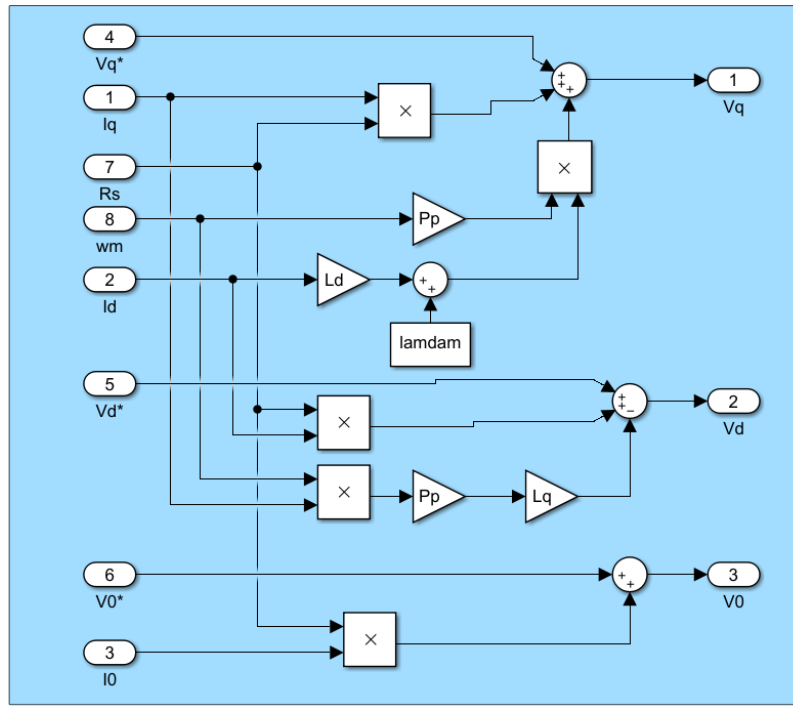 4
Vq*
1
Iq
7
Rs
8
wm
2
Id
5
Vd*
6
V0*
3
I0
×
+
+
+
1
Vq
×
Pp
Ld
+
+
lamdam
×
×
Pp
Lq
+
+
−
2
Vd
+
+
3
V0
×